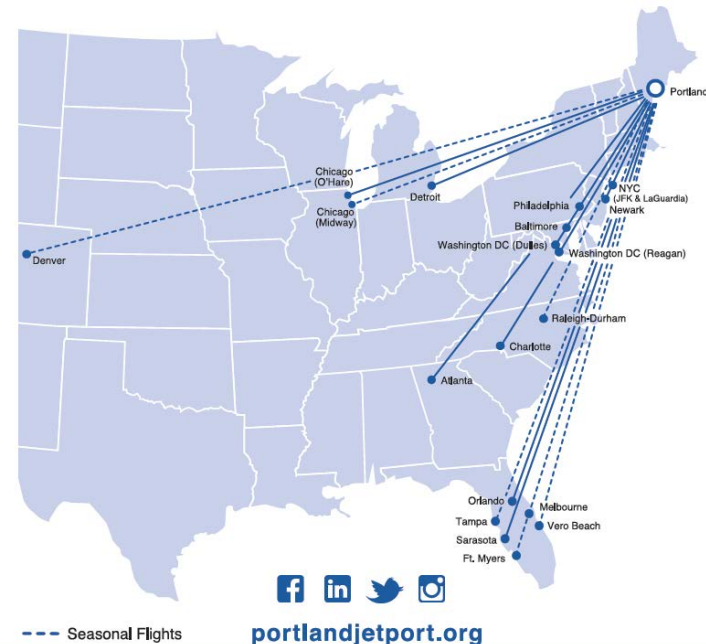 Portland
Chicago
(O'Hare)
Chicago
(Midway)
Detroit
Denver
NYC
(JFK & LaGuardia)
Newark
Philadelphia
Baltimore
Washington DC (Dulles)
Washington DC (Reagan)
Raleigh-Durham
Charlotte
Atlanta
Orlando
Melbourne
Tampa
Vero Beach
Sarasota
Ft. Myers
Seasonal Flights
portlandjetport.org